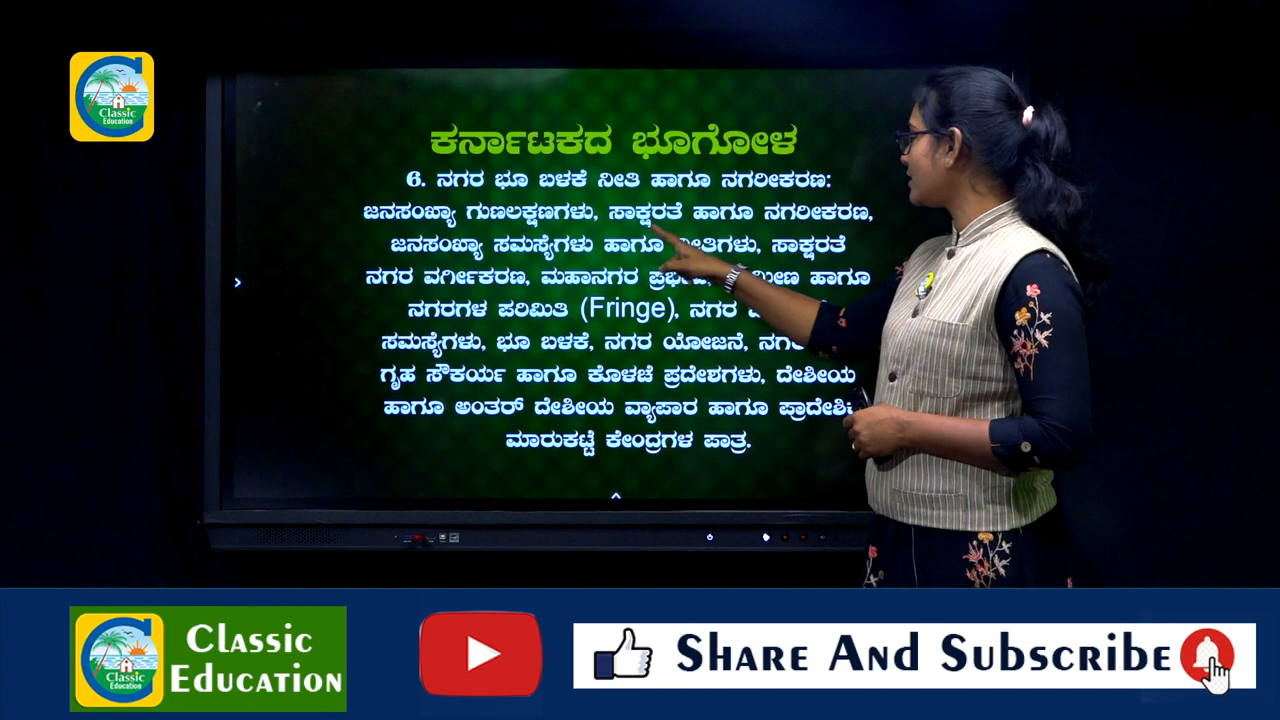 Classic
Education
ಕರ್ನಾಟಕದ ಭೂಗೋಳ
6. ನಗರ ಭೂ ಬಳಕೆ ನೀತಿ ಹಾಗೂ ನಗರೀಕರಣ:
ಜನಸಂಖ್ಯಾ ಗುಣಲಕ್ಷಣಗಳು, ಸಾಕ್ಷರತೆ ಹಾಗೂ ನಗರೀಕರಣ,
ಜನಸಂಖ್ಯಾ ಸಮಸ್ಯೆಗಳು ಹಾಗೂ ನೀತಿಗಳು, ಸಾಕ್ಷರತೆ
ನಗರ ವರ್ಗೀಕರಣ, ಮಹಾನಗರ ಹಾಗೂ
ನಗರಗಳ ಪರಿಮಿತಿ (Fringe), ನಗರ
ಸಮಸ್ಯೆಗಳು, ಭೂ ಬಳಕೆ, ನಗರ ಯೋಜನೆ,
ಗೃಹ ಸೌಕರ್ಯ ಹಾಗೂ ಕೊಳಚೆ ಪ್ರದೇಶಗಳು, ದೇಶೀಯ
ಹಾಗೂ ಅಂತರ್ ದೇಶೀಯ ವ್ಯಾಪಾರ ಹಾಗೂ
ಮಾರುಕಟ್ಟೆ ಕೇಂದ್ರಗಳ ಪಾತ್ರ.
Classic
Education
Classic
Education
Share And Subscribe